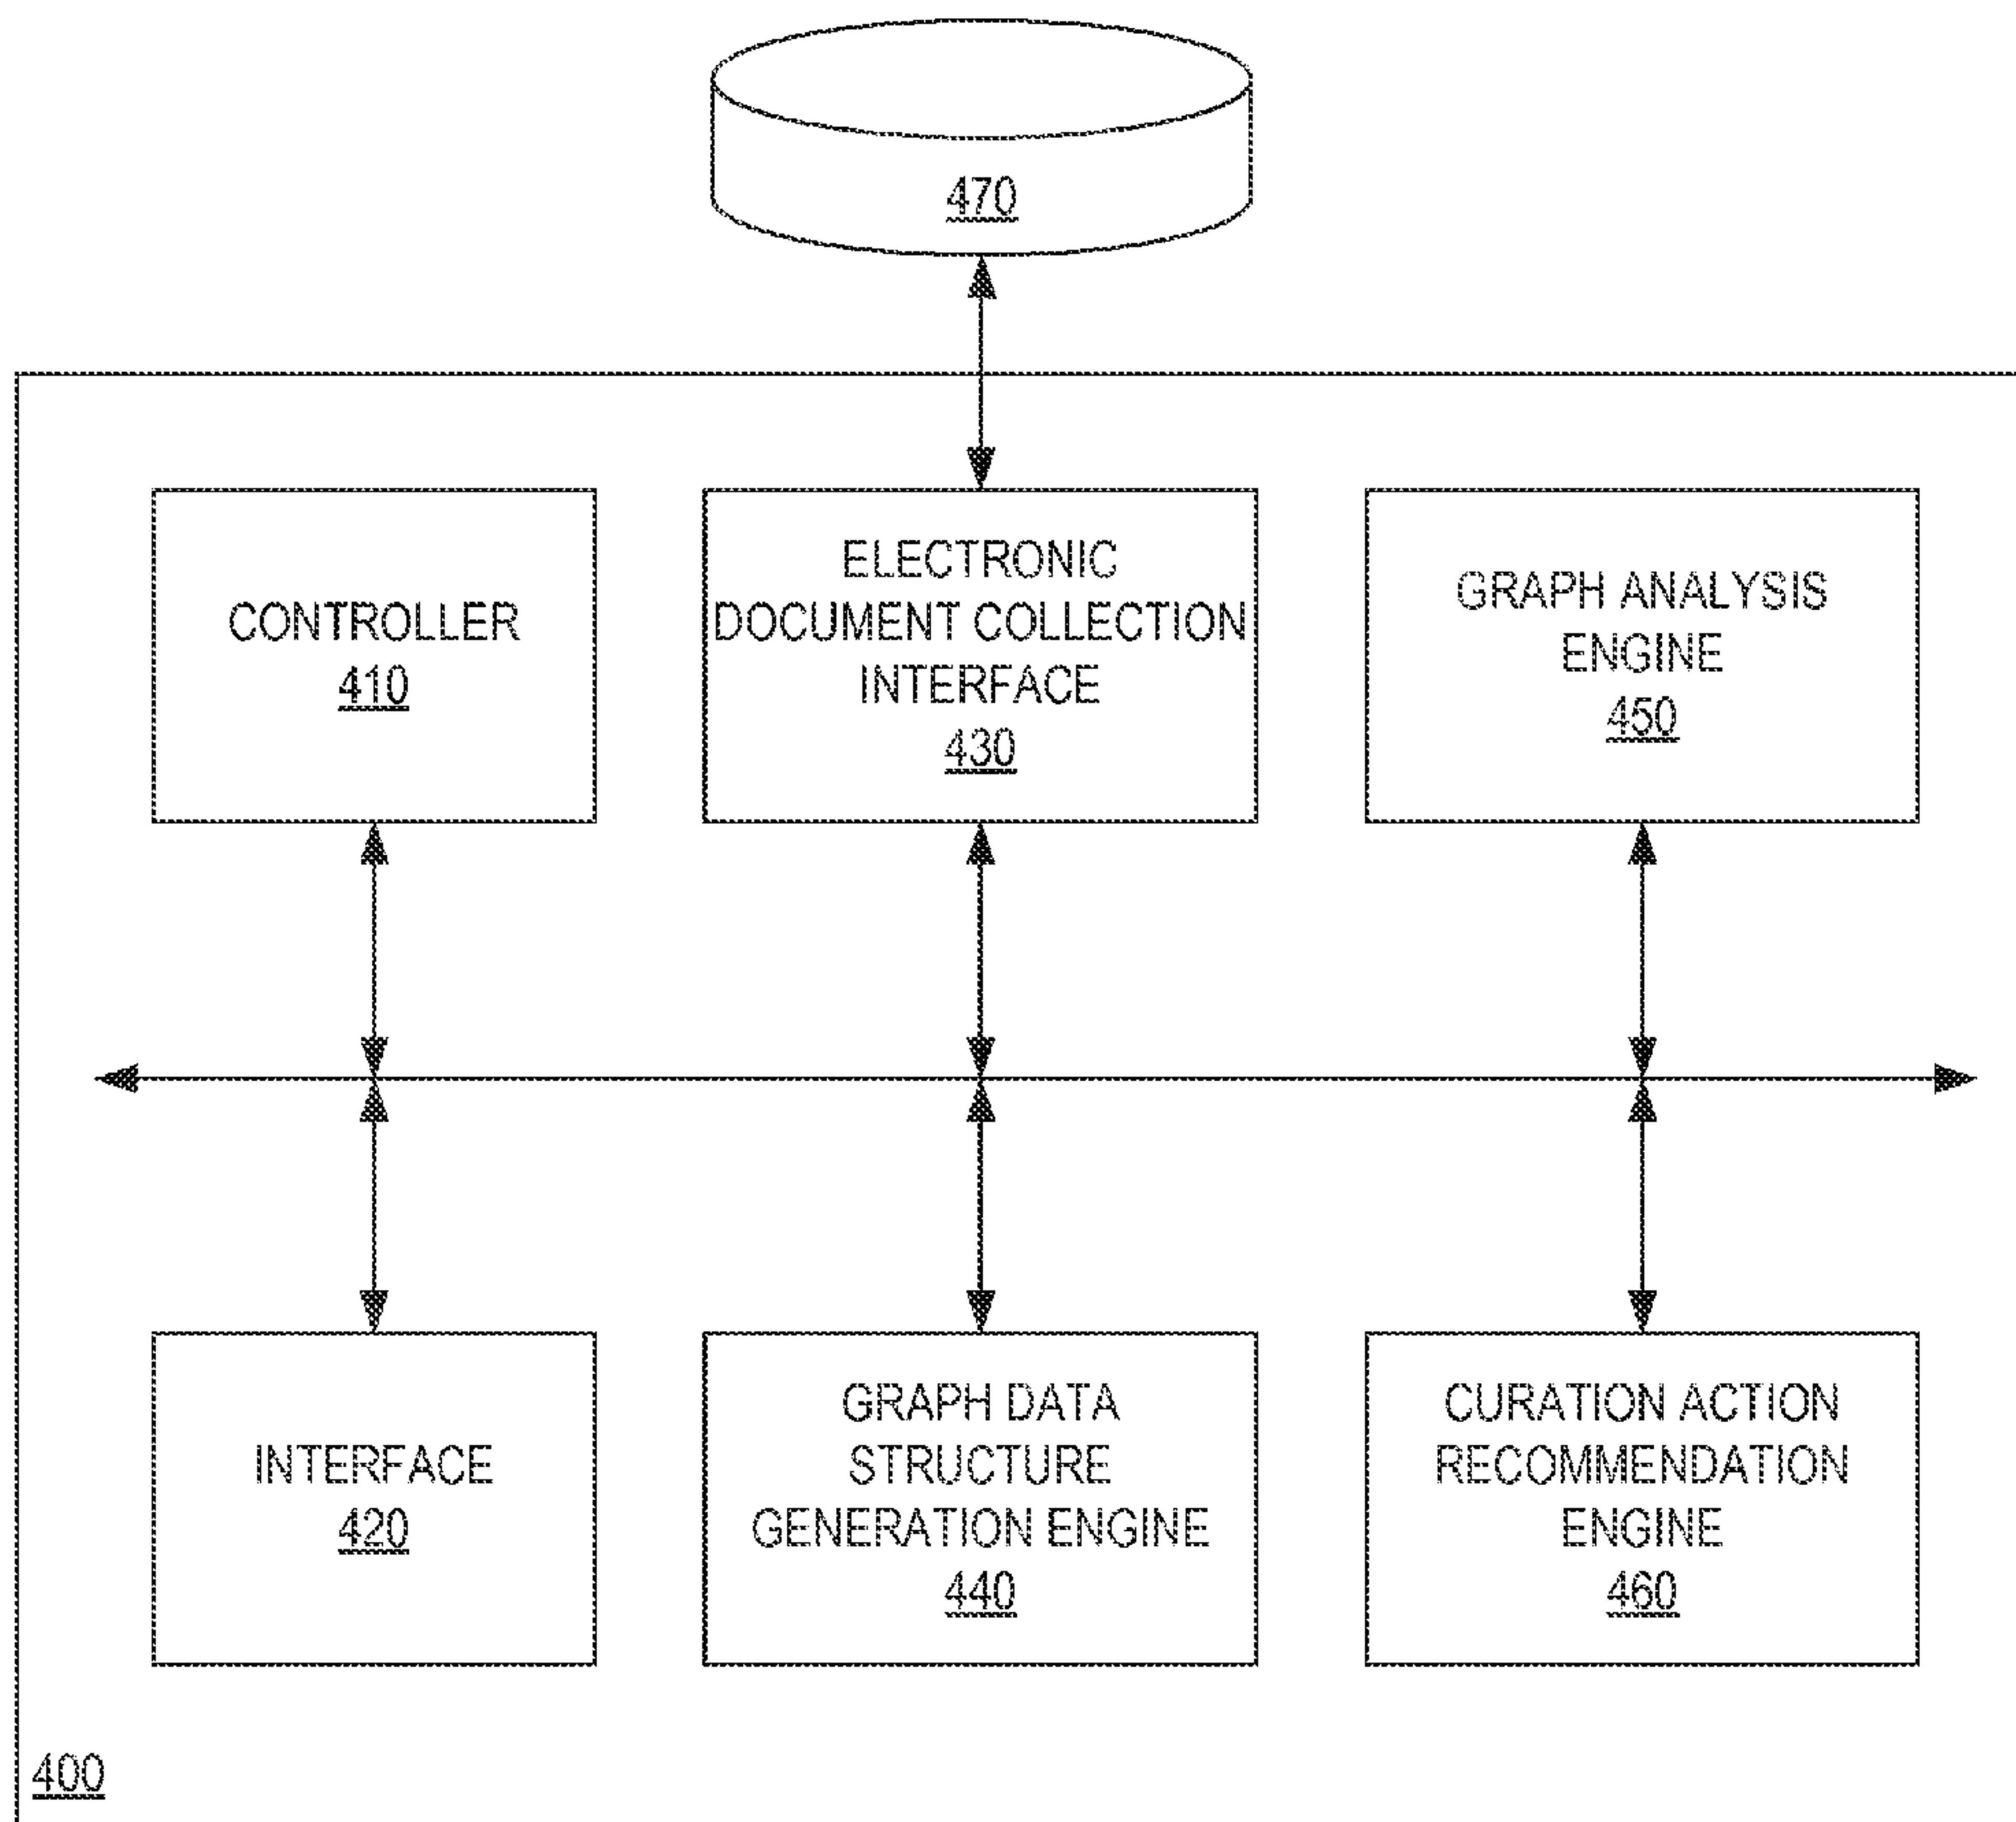 470
CONTROLLER
410
ELECTRONIC
DOCUMENT COLLECTION
INTERFACE
430
GRAPH ANALYSIS
ENGINE
450
INTERFACE
420
GRAPH DATA
STRUCTURE
GENERATION ENGINE
440
CURATION ACTION
RECOMMENDATION
ENGINE
460
400